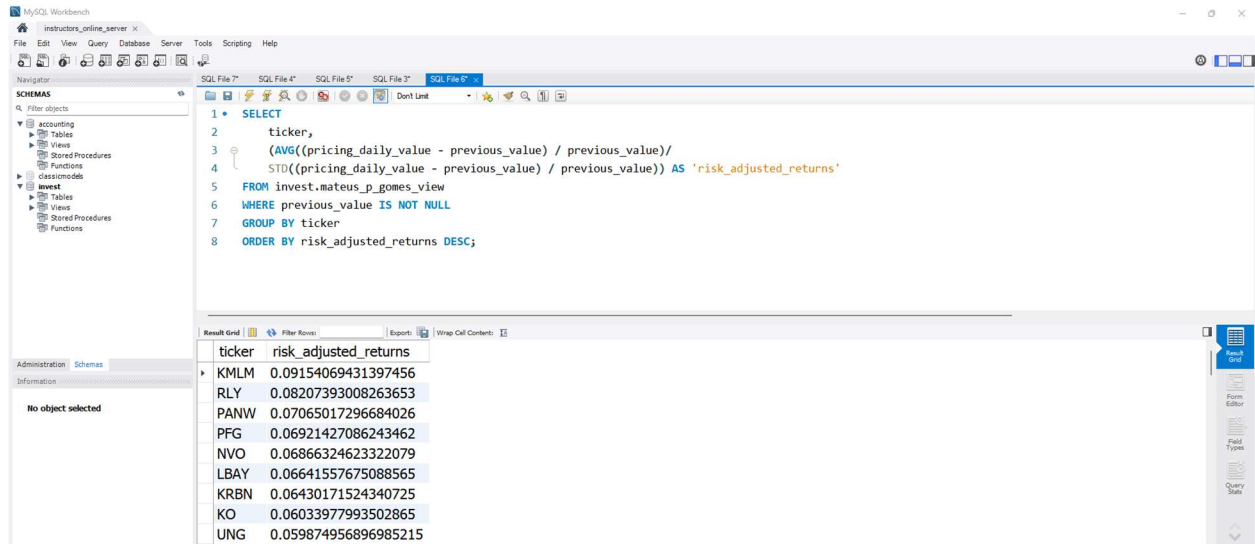 MySQL Workbench
instructors_online_server ×
File Edit View Query Database Server Tools Scripting Help
Navigator
SCHEMAS
Filter objects
accounting
Tables
Views
Stored Procedures
Functions
classicmodels
invest
Tables
Views
Stored Procedures
Functions
Administration Schemas
Information
No object selected
SQL File 7* SQL File 4* SQL File 5* SQL File 3* SQL File 6* ×
Don't Limit
1 SELECT
2 ticker,
3 (AVG((pricing_daily_value - previous_value) / previous_value)/
4 STD((pricing_daily_value - previous_value) / previous_value)) AS 'risk_adjusted_returns'
5 FROM invest.mateus_p_gomes_view
6 WHERE previous_value IS NOT NULL
7 GROUP BY ticker
8 ORDER BY risk_adjusted_returns DESC;
Result Grid Filter Rows: Export: Wrap Cell Content:
ticker risk_adjusted_returns
KMLM 0.09154069431397456
RLY 0.08207393008263653
PANW 0.07065017296684026
PFG 0.06921427086243462
NVO 0.06866324623322079
LBAY 0.06641557675088565
KRBN 0.06430171524340725
KO 0.06033977993502865
UNG 0.059874956896985215
Result
Grid
Form
Editor
Field
Types
Query
Stats